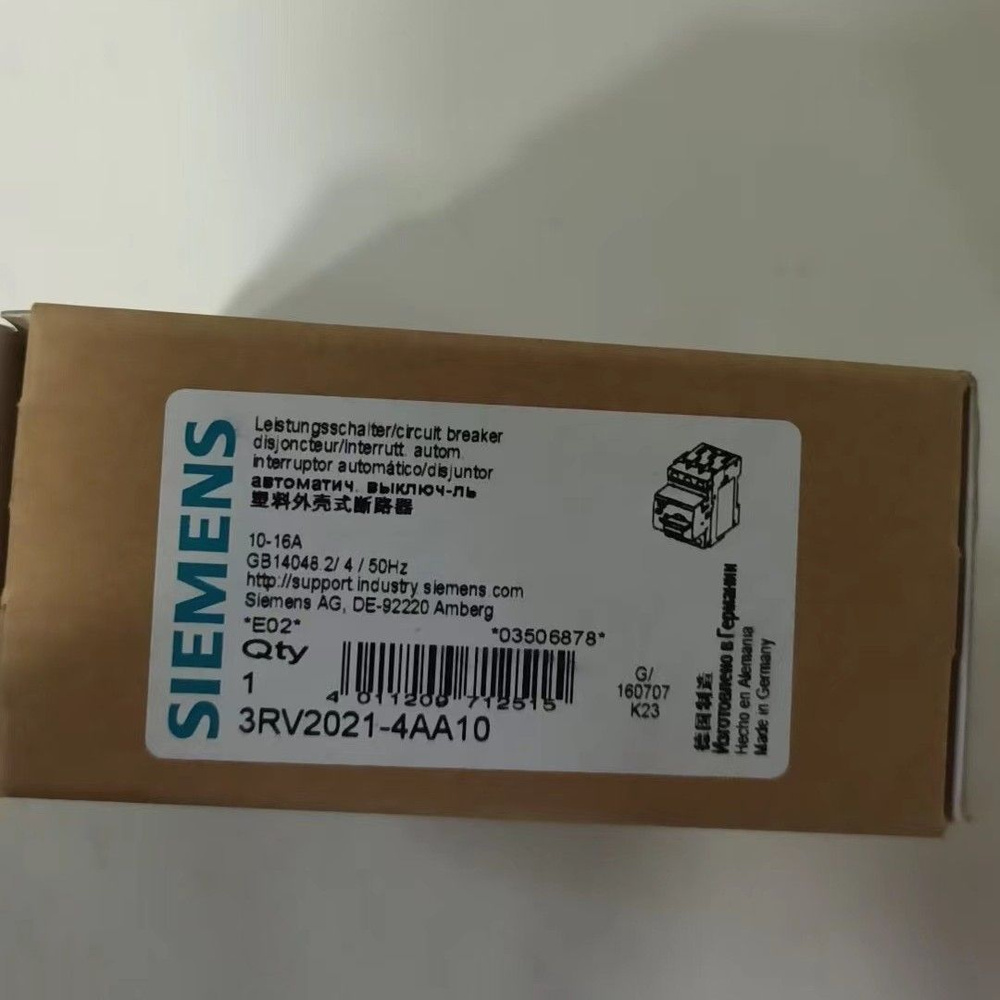 SIEMENS
Leistungsschalter/circuit breaker
disjoncteur/interrutt. autom.
interruptor automático/disjuntor
автоматич. выключ-ль
塑料外壳式断路器
10-16A
GB14048.2/ 4 / 50Hz
http://support.industry.siemens.com
Siemens AG, DE-92220 Amberg
*E02*
*03506878*
Qty
1
4 011209 712515
3RV2021-4AA10
G/
160707
K23
德国制造
Изготовлено в Германии
Hecho en Alemania
Made in Germany